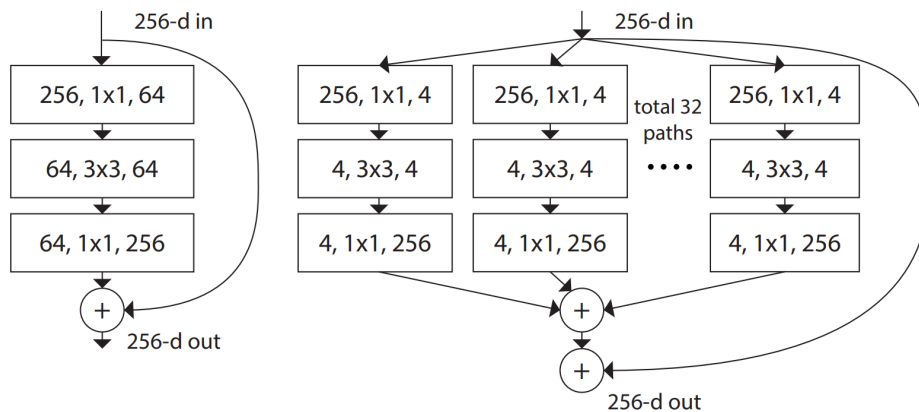 256-d in
256, 1x1, 64
64, 3x3, 64
64, 1x1, 256
+
256-d out
256-d in
256, 1x1, 4
256, 1x1, 4
total 32
paths
256, 1x1, 4
4, 3x3, 4
4, 3x3, 4
....
4, 3x3, 4
4, 1x1, 256
4, 1x1, 256
4, 1x1, 256
+
+
256-d out